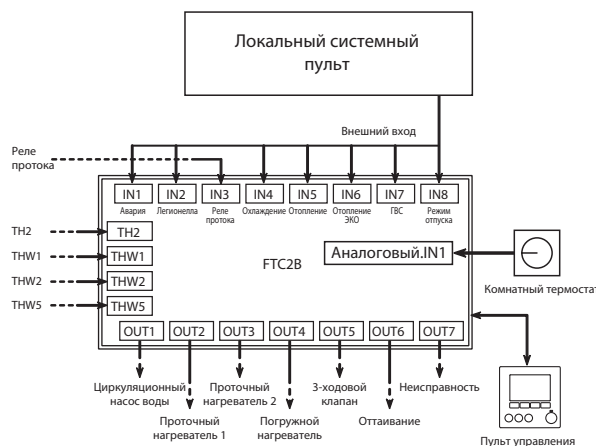 Локальный системный
пульт
Внешний вход
Реле
протока
IN1 IN2 IN3 IN4 IN5 IN6 IN7 IN8
Авария Легионелла Реле протока Охлаждение Отопление Отопление ЭКО ГВС Режим отпуска
TH2 TH2
THW1 THW1
THW2 THW2
THW5 THW5
FTC2B
Аналоговый.IN1
Комнатный термостат
OUT1 OUT2 OUT3 OUT4 OUT5 OUT6 OUT7
Циркуляционный
насос воды
Проточный
нагреватель 2
3-ходовой
клапан
Неисправность
Проточный
нагреватель 1
Погружной
нагреватель
Оттаивание
Пульт управления